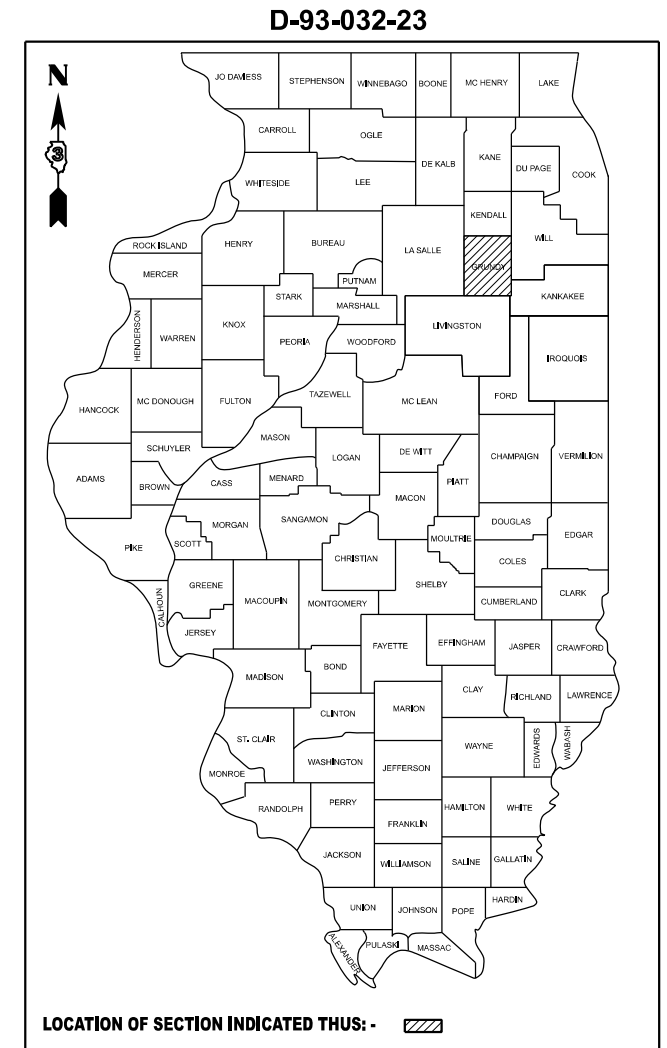 D-93-032-23
N
3
JO DAVIESS
STEPHENSON
WINNEBAGO
BOONE
MC HENRY
LAKE
CARROLL
OGLE
DE KALB
KANE
DU PAGE
COOK
WHITESIDE
LEE
KENDALL
WILL
ROCK ISLAND
HENRY
BUREAU
LA SALLE
GRUNDY
MERCER
PUTNAM
STARK
MARSHALL
KANKAKEE
HENDERSON
WARREN
KNOX
PEORIA
WOODFORD
LIVINGSTON
IROQUOIS
HANCOCK
MC DONOUGH
FULTON
TAZEWELL
MC LEAN
FORD
MASON
SCHUYLER
LOGAN
DE WITT
CHAMPAIGN
VERMILION
ADAMS
BROWN
CASS
MENARD
PIATT
MACON
PIKE
SCOTT
MORGAN
SANGAMON
DOUGLAS
EDGAR
MOULTRIE
CHRISTIAN
COLES
CALHOUN
GREENE
MACOUPIN
MONTGOMERY
SHELBY
CUMBERLAND
CLARK
JERSEY
FAYETTE
EFFINGHAM
JASPER
CRAWFORD
MADISON
BOND
CLAY
RICHLAND
LAWRENCE
CLINTON
MARION
ST. CLAIR
WASHINGTON
WAYNE
EDWARDS
WABASH
MONROE
JEFFERSON
RANDOLPH
PERRY
HAMILTON
WHITE
FRANKLIN
JACKSON
WILLIAMSON
SALINE
GALLATIN
UNION
JOHNSON
POPE
HARDIN
ALEXANDER
PULASKI
MASSAC
LOCATION OF SECTION INDICATED THUS: -